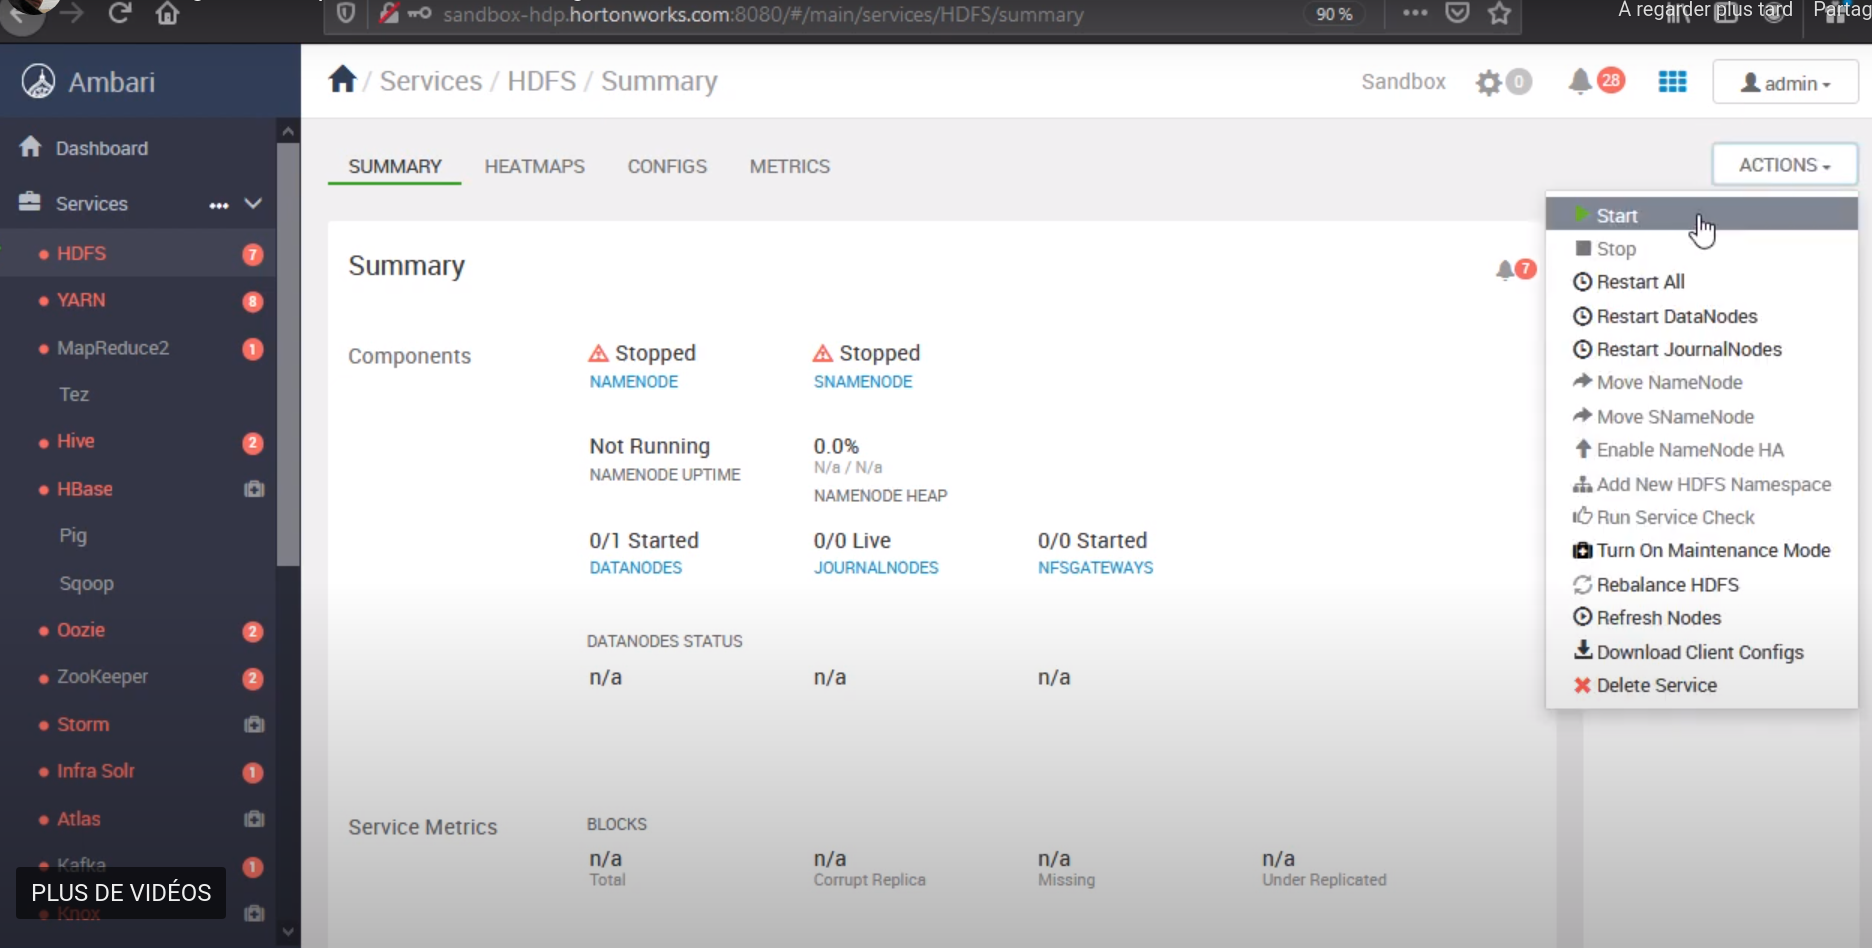 sandbox-hdp.hortonworks.com:8080/#/main/services/HDFS/summary
90 %
A regarder plus tard
Partag
Ambari
/ Services / HDFS / Summary
Sandbox
0
28
admin
Dashboard
Services
HDFS 7
YARN 8
MapReduce2 1
Tez
Hive 2
HBase
Pig
Sqoop
Oozie 2
ZooKeeper 2
Storm
Infra Solr 1
Atlas
Kafka 1
Knox
PLUS DE VIDÉOS
SUMMARY
HEATMAPS
CONFIGS
METRICS
ACTIONS
Summary
7
Components
Stopped
NAMENODE
Stopped
SNAMENODE
Not Running
NAMENODE UPTIME
0.0%
N/a / N/a
NAMENODE HEAP
0/1 Started
DATANODES
0/0 Live
JOURNALNODES
0/0 Started
NFSGATEWAYS
DATANODES STATUS
n/a
n/a
n/a
Service Metrics
BLOCKS
n/a
Total
n/a
Corrupt Replica
n/a
Missing
n/a
Under Replicated
Start
Stop
Restart All
Restart DataNodes
Restart JournalNodes
Move NameNode
Move SNameNode
Enable NameNode HA
Add New HDFS Namespace
Run Service Check
Turn On Maintenance Mode
Rebalance HDFS
Refresh Nodes
Download Client Configs
Delete Service